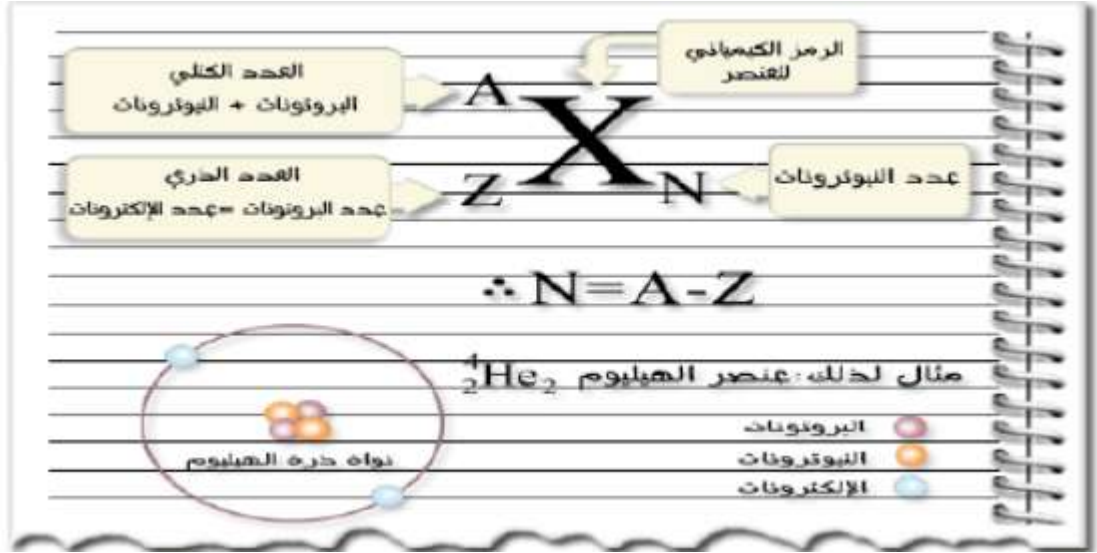 الرمز الكيميائي
للعنصر
العدد الكتلي
البروتونات + النيوترونات
A
X
Z
N
العدد الذري
عدد البروتونات =عدد الإلكترونات
عدد النيوترونات
∴ N=A-Z
مثال لذلك: عنصر الهيليوم ⁴₂He₂
البروتونات
النيوترونات
الإلكترونات
نواة ذرة الهيليوم